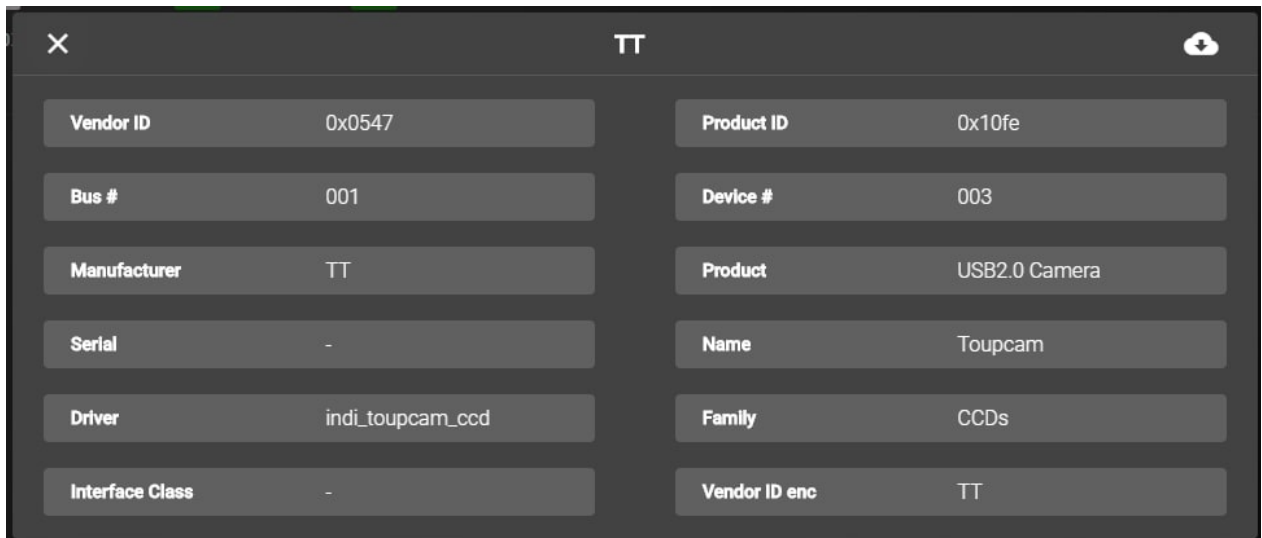 TT
Vendor ID 0x0547 Product ID 0x10fe
Bus # 001 Device # 003
Manufacturer TT Product USB2.0 Camera
Serial - Name Toupcam
Driver indi_toupcam_ccd Family CCDs
Interface Class - Vendor ID enc TT